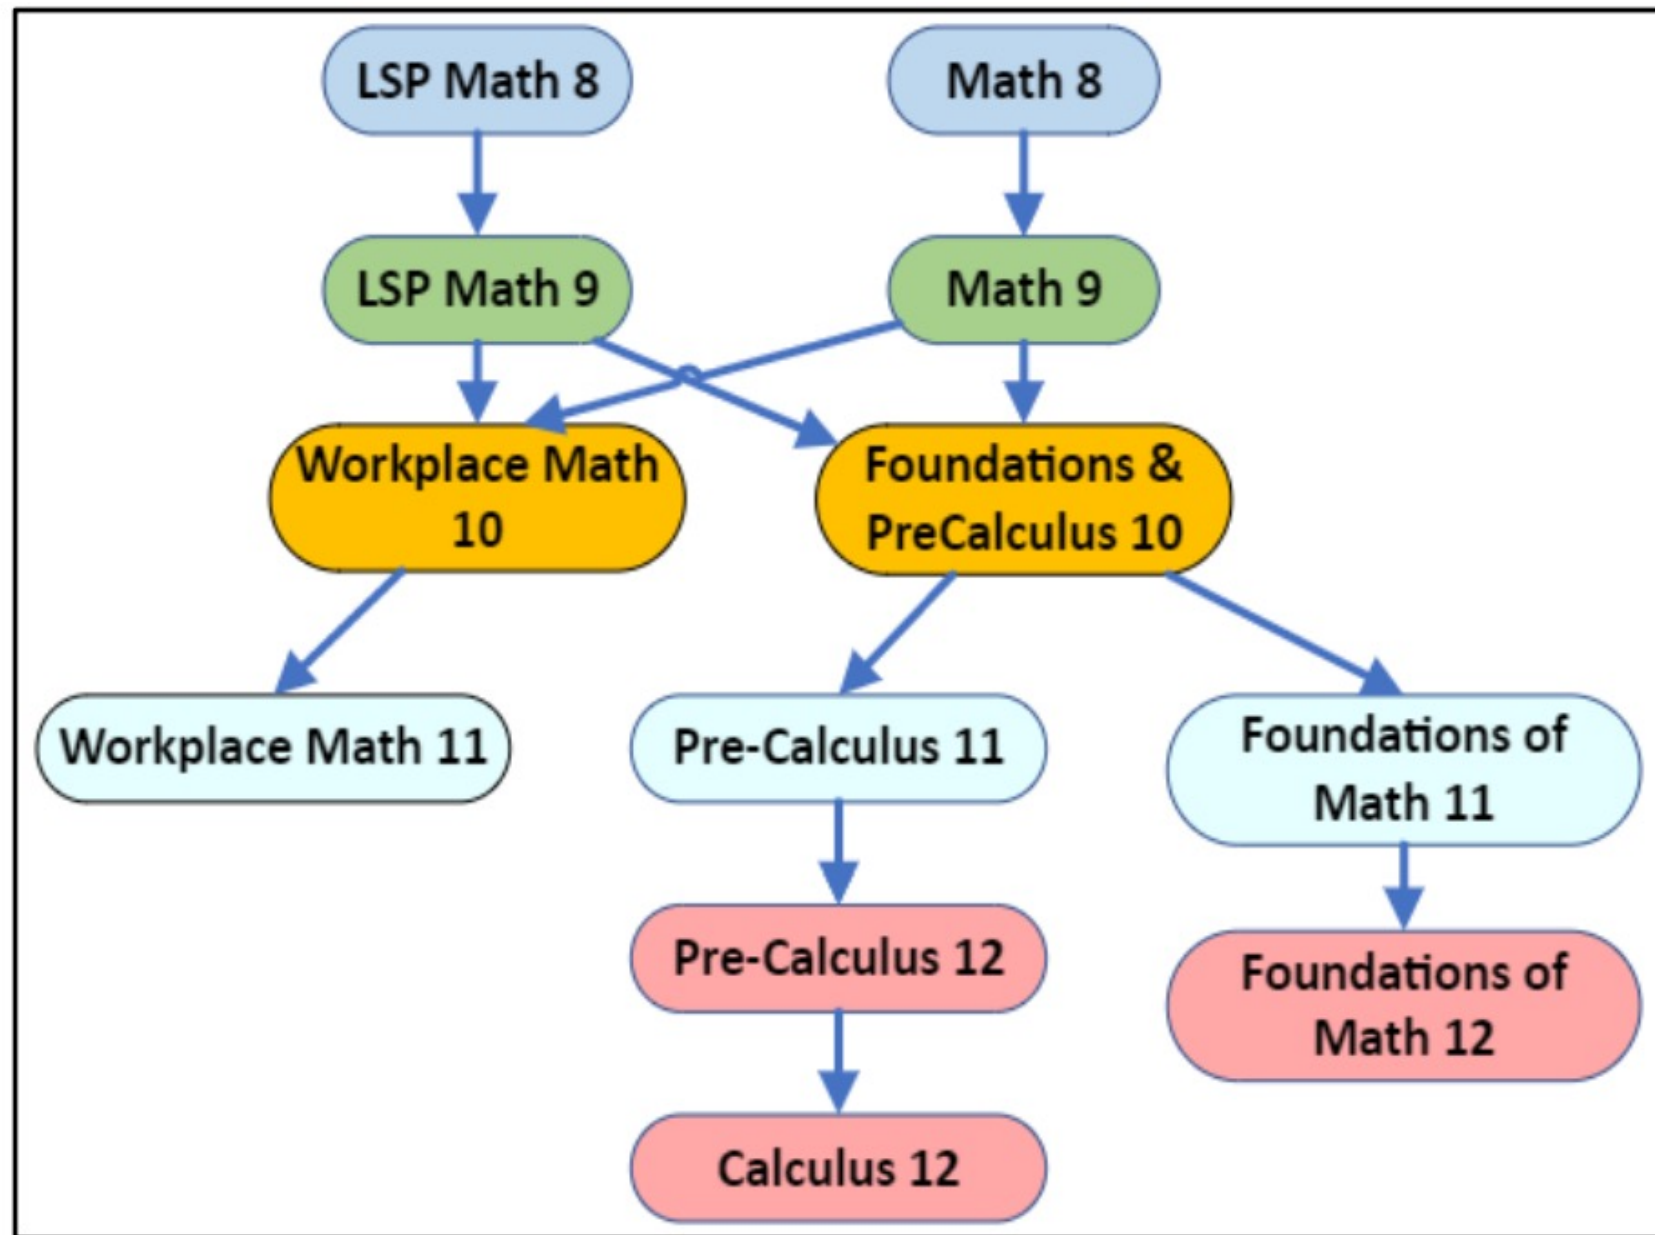 LSP Math 8
Math 8
LSP Math 9
Math 9
Workplace Math
10
Foundations &
PreCalculus 10
Workplace Math 11
Pre-Calculus 11
Foundations of
Math 11
Pre-Calculus 12
Foundations of
Math 12
Calculus 12